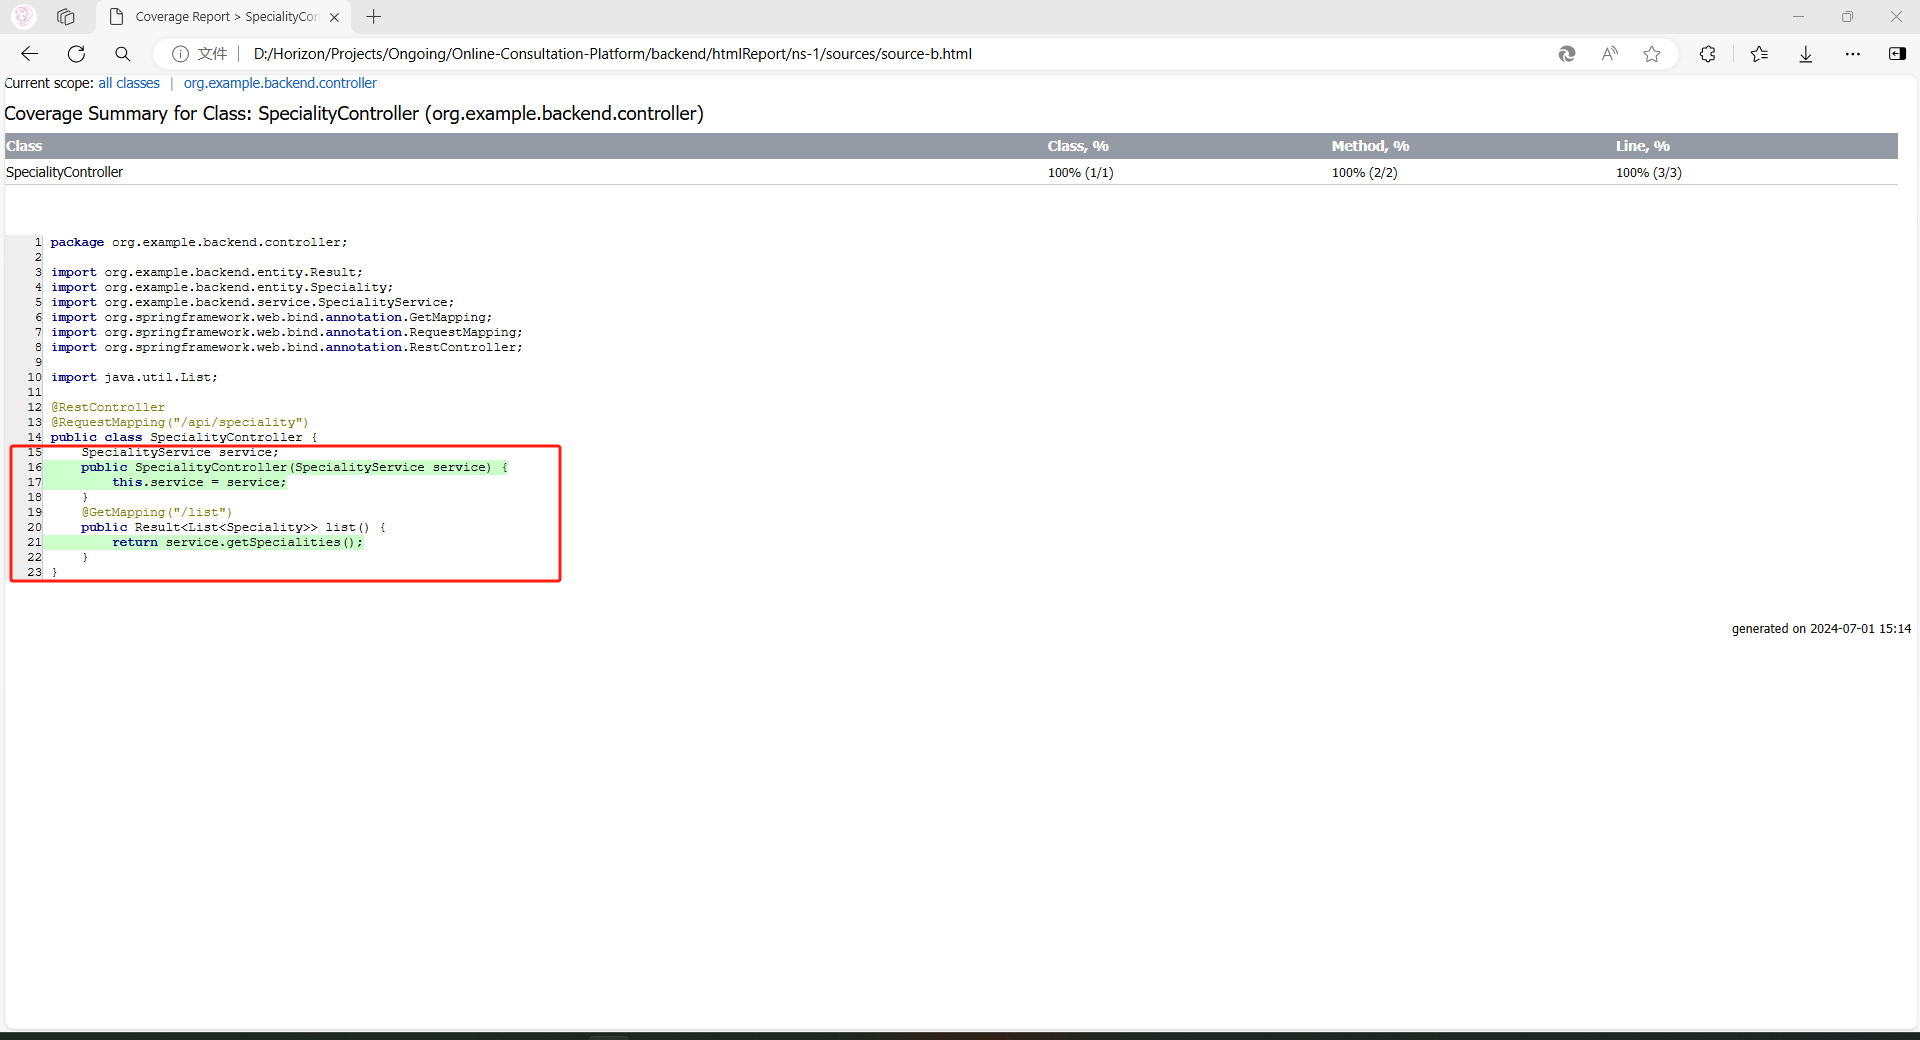 Coverage Report > SpecialityCon
文件 D:/Horizon/Projects/Ongoing/Online-Consultation-Platform/backend/htmlReport/ns-1/sources/source-b.html
Current scope: all classes | org.example.backend.controller
Coverage Summary for Class: SpecialityController (org.example.backend.controller)
Class Class, % Method, % Line, %
SpecialityController 100% (1/1) 100% (2/2) 100% (3/3)
1 package org.example.backend.controller;
2
3 import org.example.backend.entity.Result;
4 import org.example.backend.entity.Speciality;
5 import org.example.backend.service.SpecialityService;
6 import org.springframework.web.bind.annotation.GetMapping;
7 import org.springframework.web.bind.annotation.RequestMapping;
8 import org.springframework.web.bind.annotation.RestController;
9
10 import java.util.List;
11
12 @RestController
13 @RequestMapping("/api/speciality")
14 public class SpecialityController {
15 SpecialityService service;
16 public SpecialityController(SpecialityService service) {
17 this.service = service;
18 }
19 @GetMapping("/list")
20 public Result<List<Speciality>> list() {
21 return service.getSpecialities();
22 }
23 }
generated on 2024-07-01 15:14